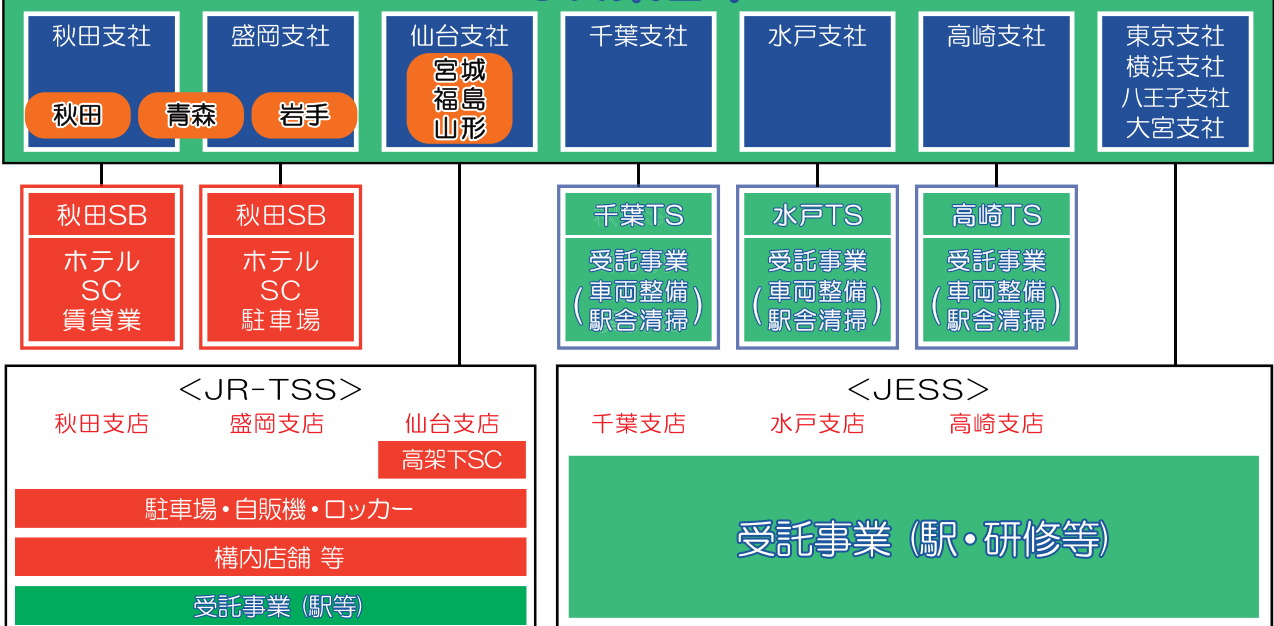 秋田支社
盛岡支社
仙台支社
千葉支社
水戸支社
高崎支社
東京支社
横浜支社
八王子支社
大宮支社
秋田
青森
岩手
宮城
福島
山形
秋田SB
ホテル
SC
賃貸業
秋田SB
ホテル
SC
駐車場
千葉TS
受託事業
(車両整備
駅舎清掃)
水戸TS
受託事業
(車両整備
駅舎清掃)
高崎TS
受託事業
(車両整備
駅舎清掃)
<JR-TSS>
秋田支店
盛岡支店
仙台支店
高架下SC
駐車場・自販機・ロッカー
構内店舗 等
受託事業 (駅等)
<JESS>
千葉支店
水戸支店
高崎支店
受託事業 (駅・研修等)